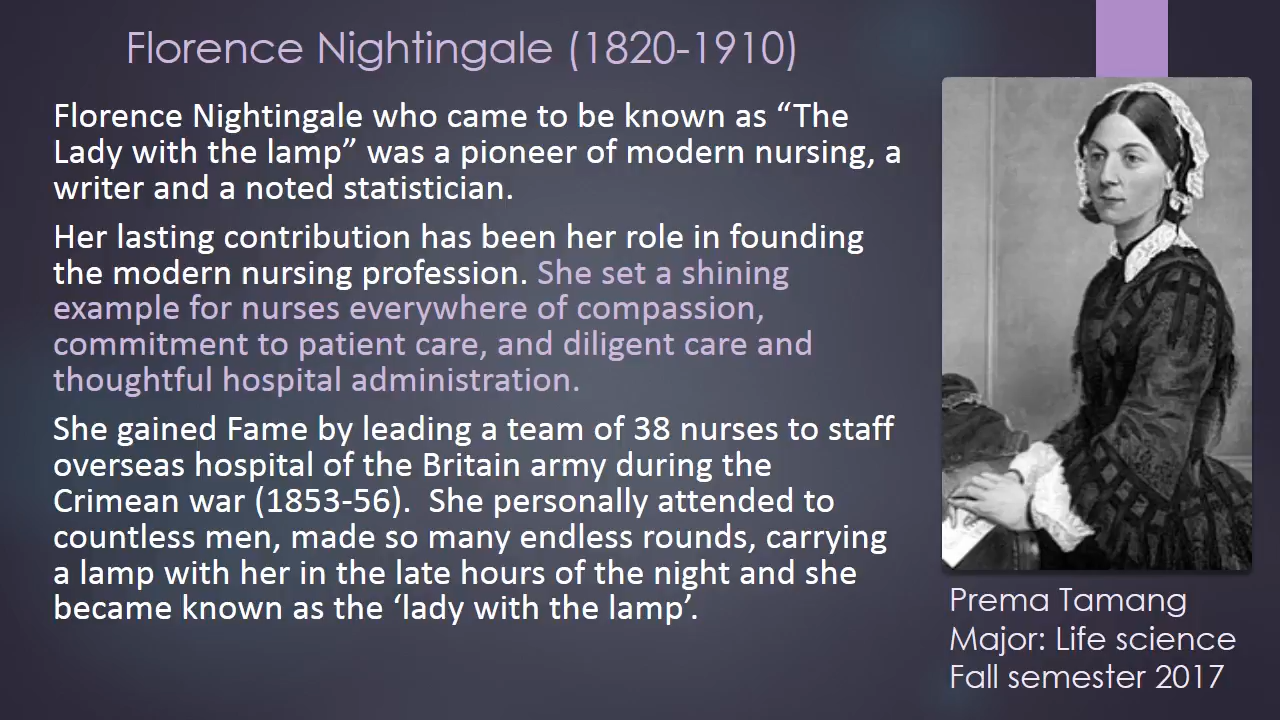 Florence Nightingale (1820-1910)
Florence Nightingale who came to be known as “The
Lady with the lamp” was a pioneer of modern nursing, a
writer and a noted statistician.
Her lasting contribution has been her role in founding
the modern nursing profession. She set a shining
example for nurses everywhere of compassion,
commitment to patient care, and diligent care and
thoughtful hospital administration.
She gained Fame by leading a team of 38 nurses to staff
overseas hospital of the Britain army during the
Crimean war (1853-56).  She personally attended to
countless men, made so many endless rounds, carrying
a lamp with her in the late hours of the night and she
became known as the ‘lady with the lamp’.
Prema Tamang
Major: Life science
Fall semester 2017